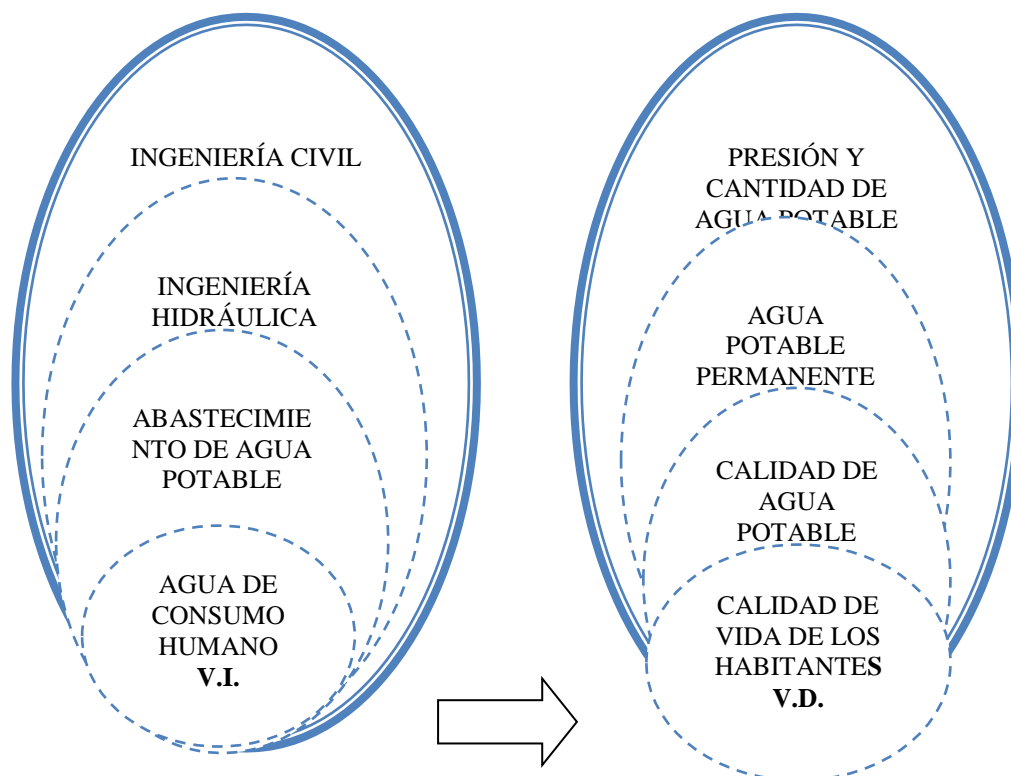 INGENIERÍA CIVIL
INGENIERÍA
HIDRÁULICA
ABASTECIMIE
NTO DE AGUA
POTABLE
AGUA DE
CONSUMO
HUMANO
V.I.
PRESIÓN Y
CANTIDAD DE
AGUA POTABLE
AGUA
POTABLE
PERMANENTE
CALIDAD DE
AGUA
POTABLE
CALIDAD DE
VIDA DE LOS
HABITANTES
V.D.